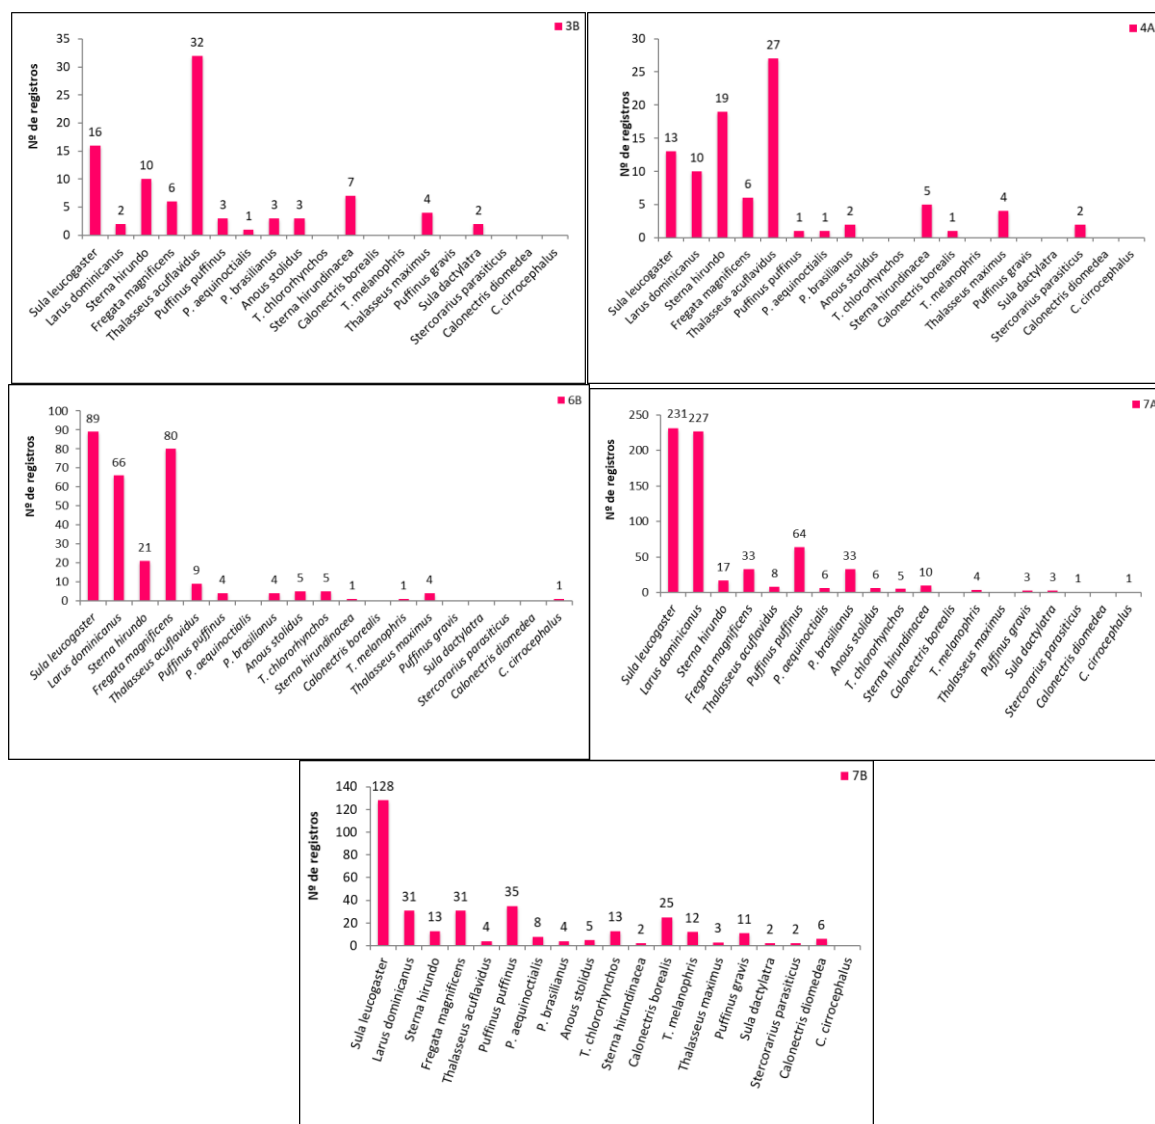 3B
Nº de registros
35
30
25
20
15
10
5
0
16
2
10
6
32
3
1
3
3
7
4
2
Sula leucogaster
Larus dominicanus
Sterna hirundo
Fregata magnificens
Thalasseus acuflavidus
Puffinus puffinus
P. aequinoctialis
P. brasilianus
Anous stolidus
T. chlororhynchos
Sterna hirundinacea
Calonectris borealis
T. melanophris
Thalasseus maximus
Puffinus gravis
Sula dactylatra
Stercorarius parasiticus
Calonectris diomedea
C. cirrocephalus
4A
Nº de registros
30
25
20
15
10
5
0
13
10
19
6
27
1
1
2
5
1
4
2
Sula leucogaster
Larus dominicanus
Sterna hirundo
Fregata magnificens
Thalasseus acuflavidus
Puffinus puffinus
P. aequinoctialis
P. brasilianus
Anous stolidus
T. chlororhynchos
Sterna hirundinacea
Calonectris borealis
T. melanophris
Thalasseus maximus
Puffinus gravis
Sula dactylatra
Stercorarius parasiticus
Calonectris diomedea
C. cirrocephalus
6B
Nº de registros
100
90
80
70
60
50
40
30
20
10
0
89
66
21
80
9
4
4
5
5
1
1
4
1
Sula leucogaster
Larus dominicanus
Sterna hirundo
Fregata magnificens
Thalasseus acuflavidus
Puffinus puffinus
P. aequinoctialis
P. brasilianus
Anous stolidus
T. chlororhynchos
Sterna hirundinacea
Calonectris borealis
T. melanophris
Thalasseus maximus
Puffinus gravis
Sula dactylatra
Stercorarius parasiticus
Calonectris diomedea
C. cirrocephalus
7A
Nº de registros
250
200
150
100
50
0
231
227
17
33
8
64
6
33
6
5
10
4
3
3
1
1
Sula leucogaster
Larus dominicanus
Sterna hirundo
Fregata magnificens
Thalasseus acuflavidus
Puffinus puffinus
P. aequinoctialis
P. brasilianus
Anous stolidus
T. chlororhynchos
Sterna hirundinacea
Calonectris borealis
T. melanophris
Thalasseus maximus
Puffinus gravis
Sula dactylatra
Stercorarius parasiticus
Calonectris diomedea
C. cirrocephalus
7B
Nº de registros
140
120
100
80
60
40
20
0
128
31
13
31
4
35
8
4
5
13
2
25
12
3
11
2
2
6
Sula leucogaster
Larus dominicanus
Sterna hirundo
Fregata magnificens
Thalasseus acuflavidus
Puffinus puffinus
P. aequinoctialis
P. brasilianus
Anous stolidus
T. chlororhynchos
Sterna hirundinacea
Calonectris borealis
T. melanophris
Thalasseus maximus
Puffinus gravis
Sula dactylatra
Stercorarius parasiticus
Calonectris diomedea
C. cirrocephalus